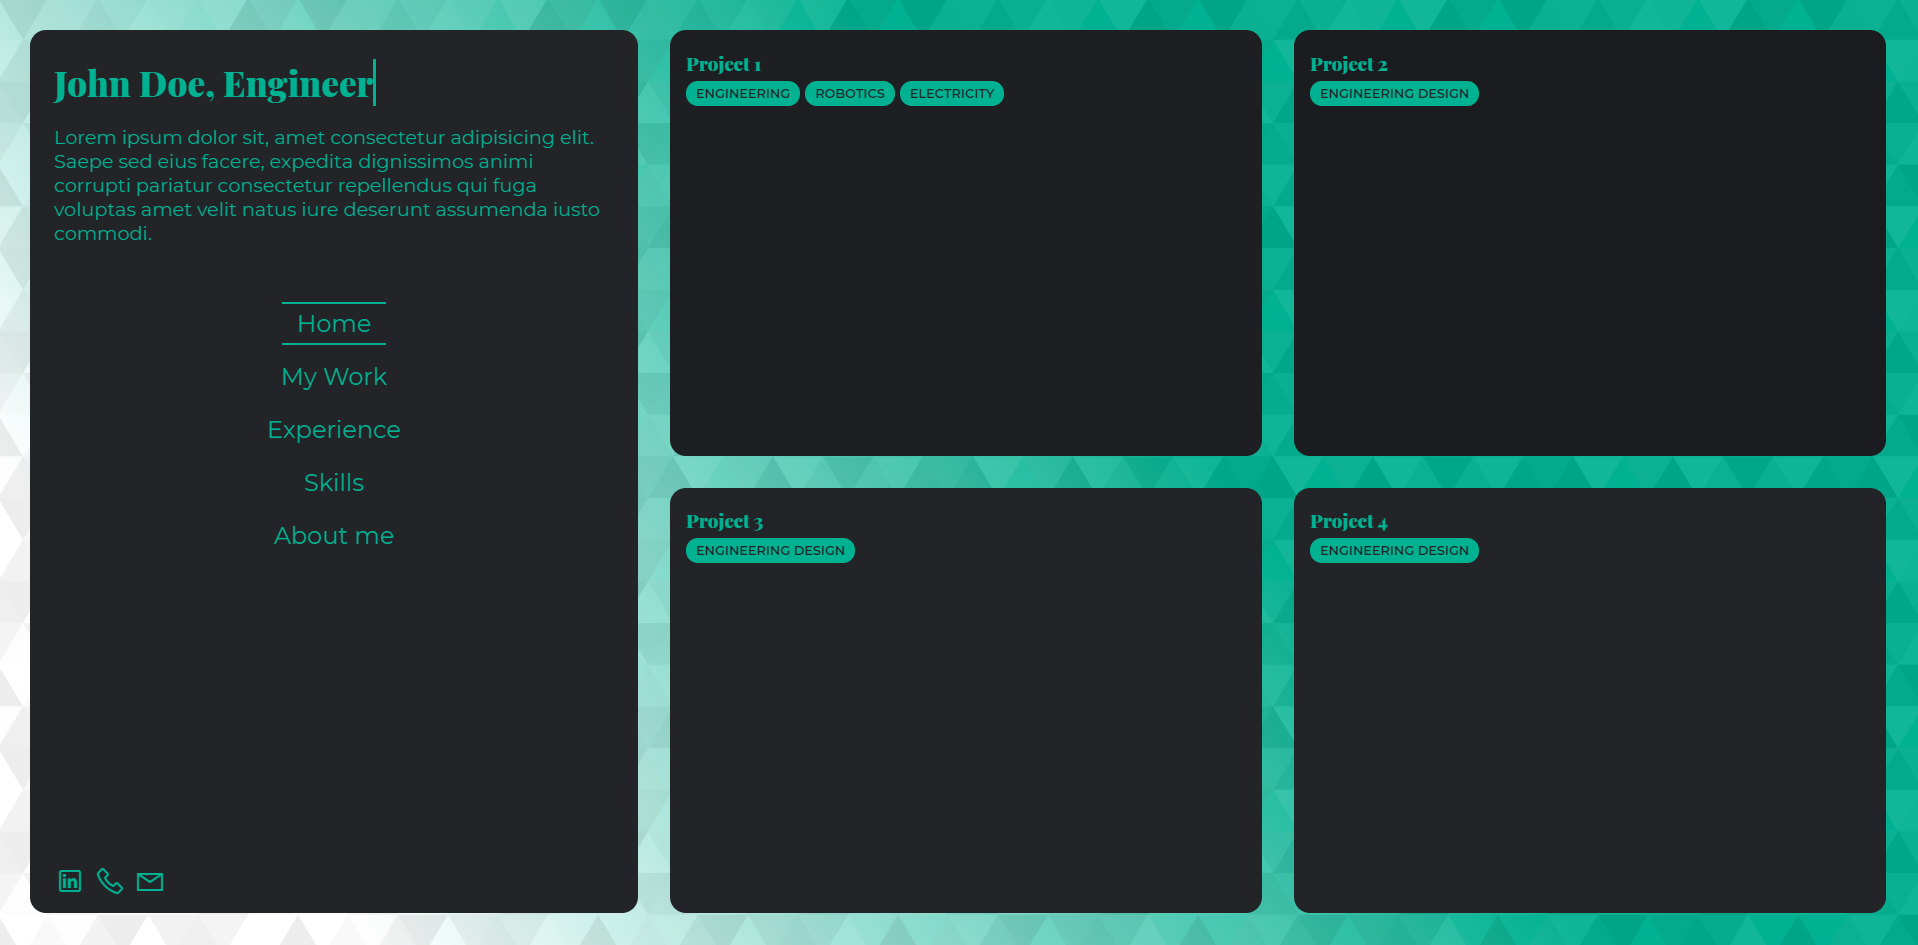 John Doe, Engineer
Lorem ipsum dolor sit, amet consectetur adipisicing elit.
Saepe sed eius facere, expedita dignissimos animi
corrupti pariatur consectetur repellendus qui fuga
voluptas amet velit natus iure deserunt assumenda iusto
commodi.
Home
My Work
Experience
Skills
About me
in
Project 1
ENGINEERING ROBOTICS ELECTRICITY
Project 2
ENGINEERING DESIGN
Project 3
ENGINEERING DESIGN
Project 4
ENGINEERING DESIGN